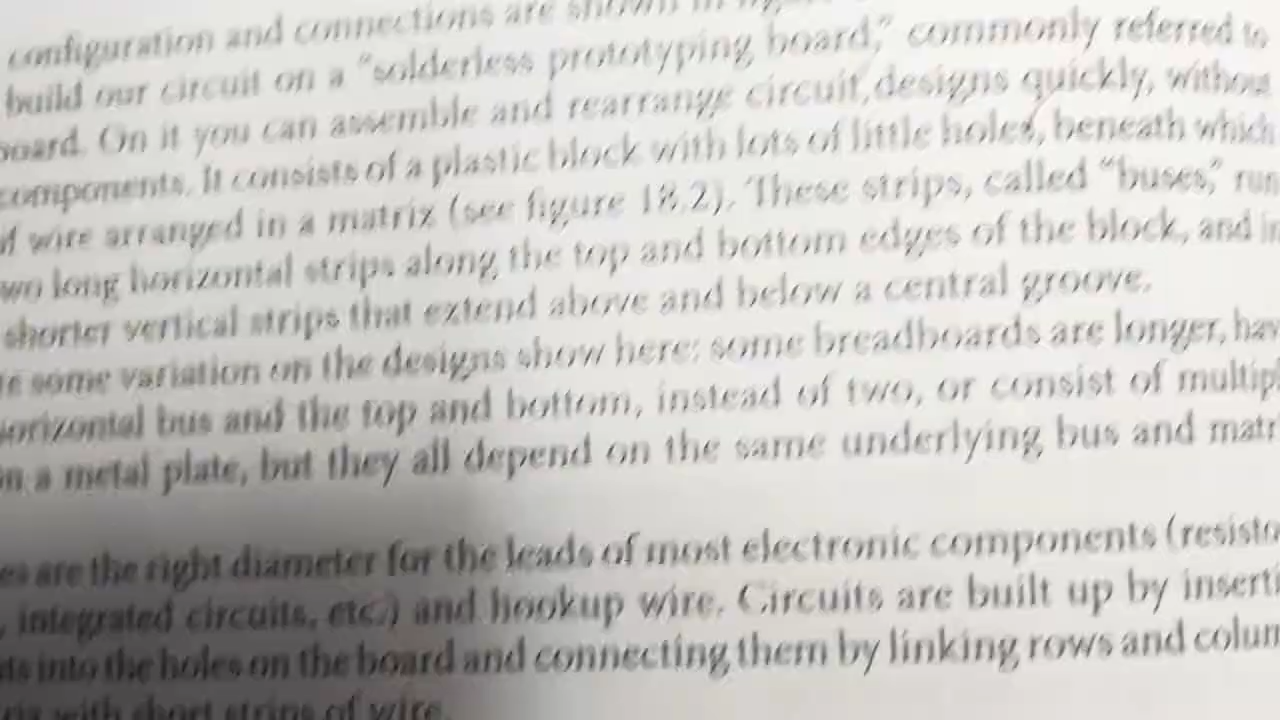 configuration and connections are shown in
build our circuit on a "solderless prototyping board," commonly referred to
board. On it you can assemble and rearrange circuit designs quickly, without
components. It consists of a plastic block with lots of little holes, beneath which
of wire arranged in a matrix (see figure 18.2). These strips, called "buses," run
two long horizontal strips along the top and bottom edges of the block, and in
shorter vertical strips that extend above and below a central groove.
some variation on the designs show here: some breadboards are longer, hav
horizontal bus and the top and bottom, instead of two, or consist of multipl
on a metal plate, but they all depend on the same underlying bus and matr
es are the right diameter for the leads of most electronic components (resisto
, integrated circuits, etc.) and hookup wire. Circuits are built up by inserti
ts into the holes on the board and connecting them by linking rows and colum
with short strips of wire.